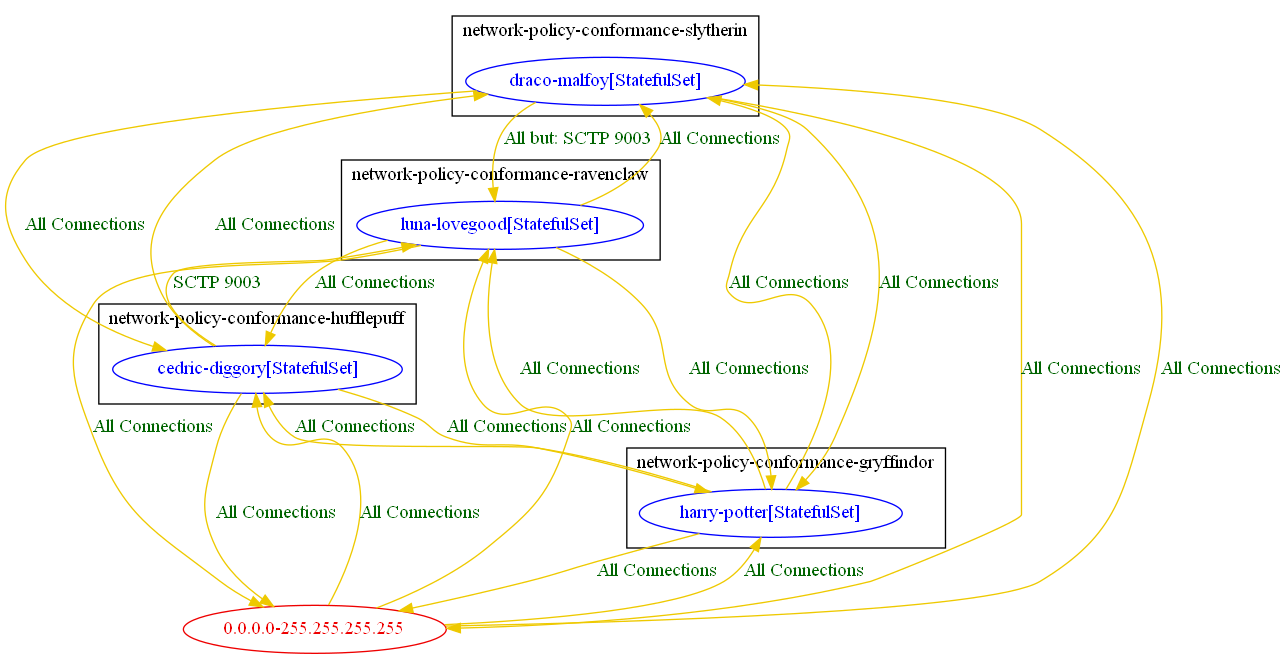 network-policy-conformance-slytherin
draco-malfoy[StatefulSet]
All but: SCTP 9003
All Connections
network-policy-conformance-ravenclaw
luna-lovegood[StatefulSet]
All Connections
All Connections
SCTP 9003
All Connections
All Connections
All Connections
network-policy-conformance-hufflepuff
cedric-diggory[StatefulSet]
All Connections
All Connections
All Connections
All Connections
All Connections
All Connections
All Connections
All Connections
network-policy-conformance-gryffindor
harry-potter[StatefulSet]
All Connections
All Connections
All Connections
All Connections
0.0.0.0-255.255.255.255